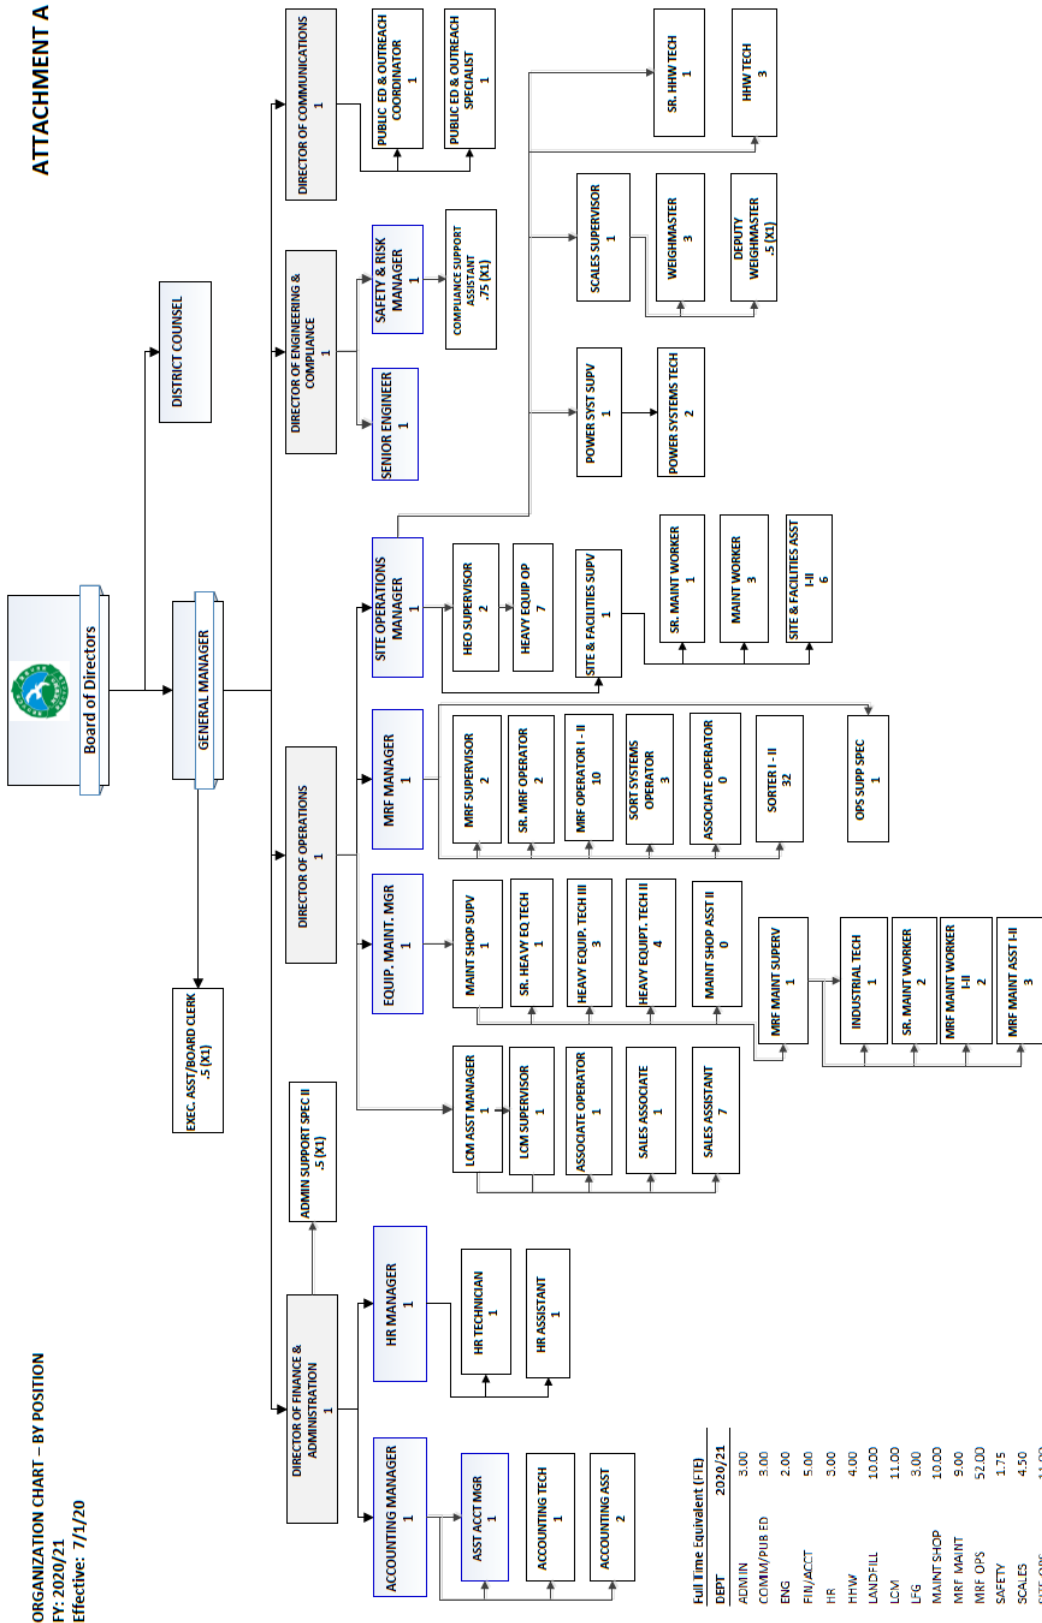 ATTACHMENT A
ORGANIZATION CHART – BY POSITION
FY: 2020/21
Effective: 7/1/20
Board of Directors
DISTRICT COUNSEL
GENERAL MANAGER
EXEC. ASST/BOARD CLERK
.5 (X1)
DIRECTOR OF FINANCE &
ADMINISTRATION
1
ADMIN SUPPORT SPEC II
.5 (X1)
DIRECTOR OF OPERATIONS
1
DIRECTOR OF ENGINEERING &
COMPLIANCE
1
DIRECTOR OF COMMUNICATIONS
1
ACCOUNTING MANAGER
1
ASST ACCT MGR
1
ACCOUNTING TECH
1
ACCOUNTING ASST
2
HR MANAGER
1
HR TECHNICIAN
1
HR ASSISTANT
1
LCM ASST MANAGER
1
LCM SUPERVISOR
1
ASSOCIATE OPERATOR
1
SALES ASSOCIATE
1
SALES ASSISTANT
7
EQUIP. MAINT. MGR
1
MAINT SHOP SUPV
1
SR. HEAVY EQ TECH
1
HEAVY EQUIP. TECH III
3
HEAVY EQUIPT. TECH II
4
MAINT SHOP ASST II
0
MRF MAINT SUPERV
1
INDUSTRIAL TECH
1
SR. MAINT WORKER
2
MRF MAINT WORKER
I-II
2
MRF MAINT ASST I-II
3
MRF MANAGER
1
MRF SUPERVISOR
2
SR. MRF OPERATOR
2
MRF OPERATOR I - II
10
SORT SYSTEMS
OPERATOR
3
ASSOCIATE OPERATOR
0
SORTER I - II
32
OPS SUPP SPEC
1
SITE OPERATIONS
MANAGER
1
HEO SUPERVISOR
2
HEAVY EQUIP OP
7
SITE & FACILITIES SUPV
1
SR. MAINT WORKER
1
MAINT WORKER
3
SITE & FACILITIES ASST
I-II
6
POWER SYST SUPV
1
POWER SYSTEMS TECH
2
SCALES SUPERVISOR
1
WEIGHMASTER
3
DEPUTY
WEIGHMASTER
.5 (X1)
SR. HHW TECH
1
HHW TECH
3
SENIOR ENGINEER
1
SAFETY & RISK
MANAGER
1
COMPLIANCE SUPPORT
ASSISTANT
.75 (X1)
PUBLIC ED & OUTREACH
COORDINATOR
1
PUBLIC ED & OUTREACH
SPECIALIST
1
Full Time Equivalent (FTE)
DEPT 2020/21
ADMIN 3.00
COMM/PUB ED 3.00
ENG 2.00
FIN/ACCT 5.00
HR 3.00
HHW 4.00
LANDFILL 10.00
LCM 11.00
LFG 3.00
MAINT SHOP 10.00
MRF MAINT 9.00
MRF OPS 52.00
SAFETY 1.75
SCALES 4.50
SITE OPS